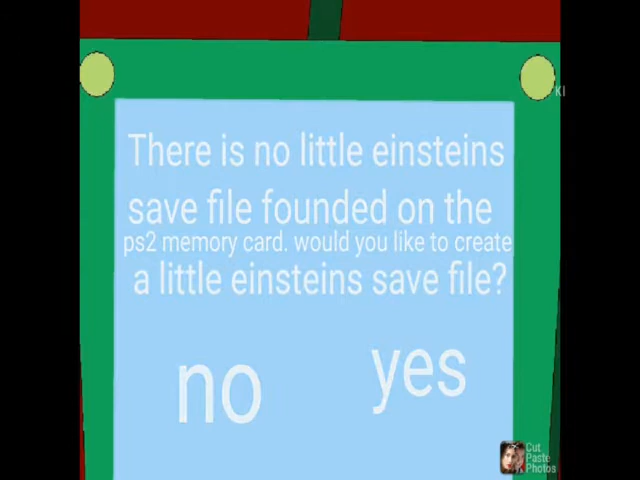 There is no little einsteins
save file founded on the
ps2 memory card. would you like to create
a little einsteins save file?
no yes
Cut
Paste
Photos